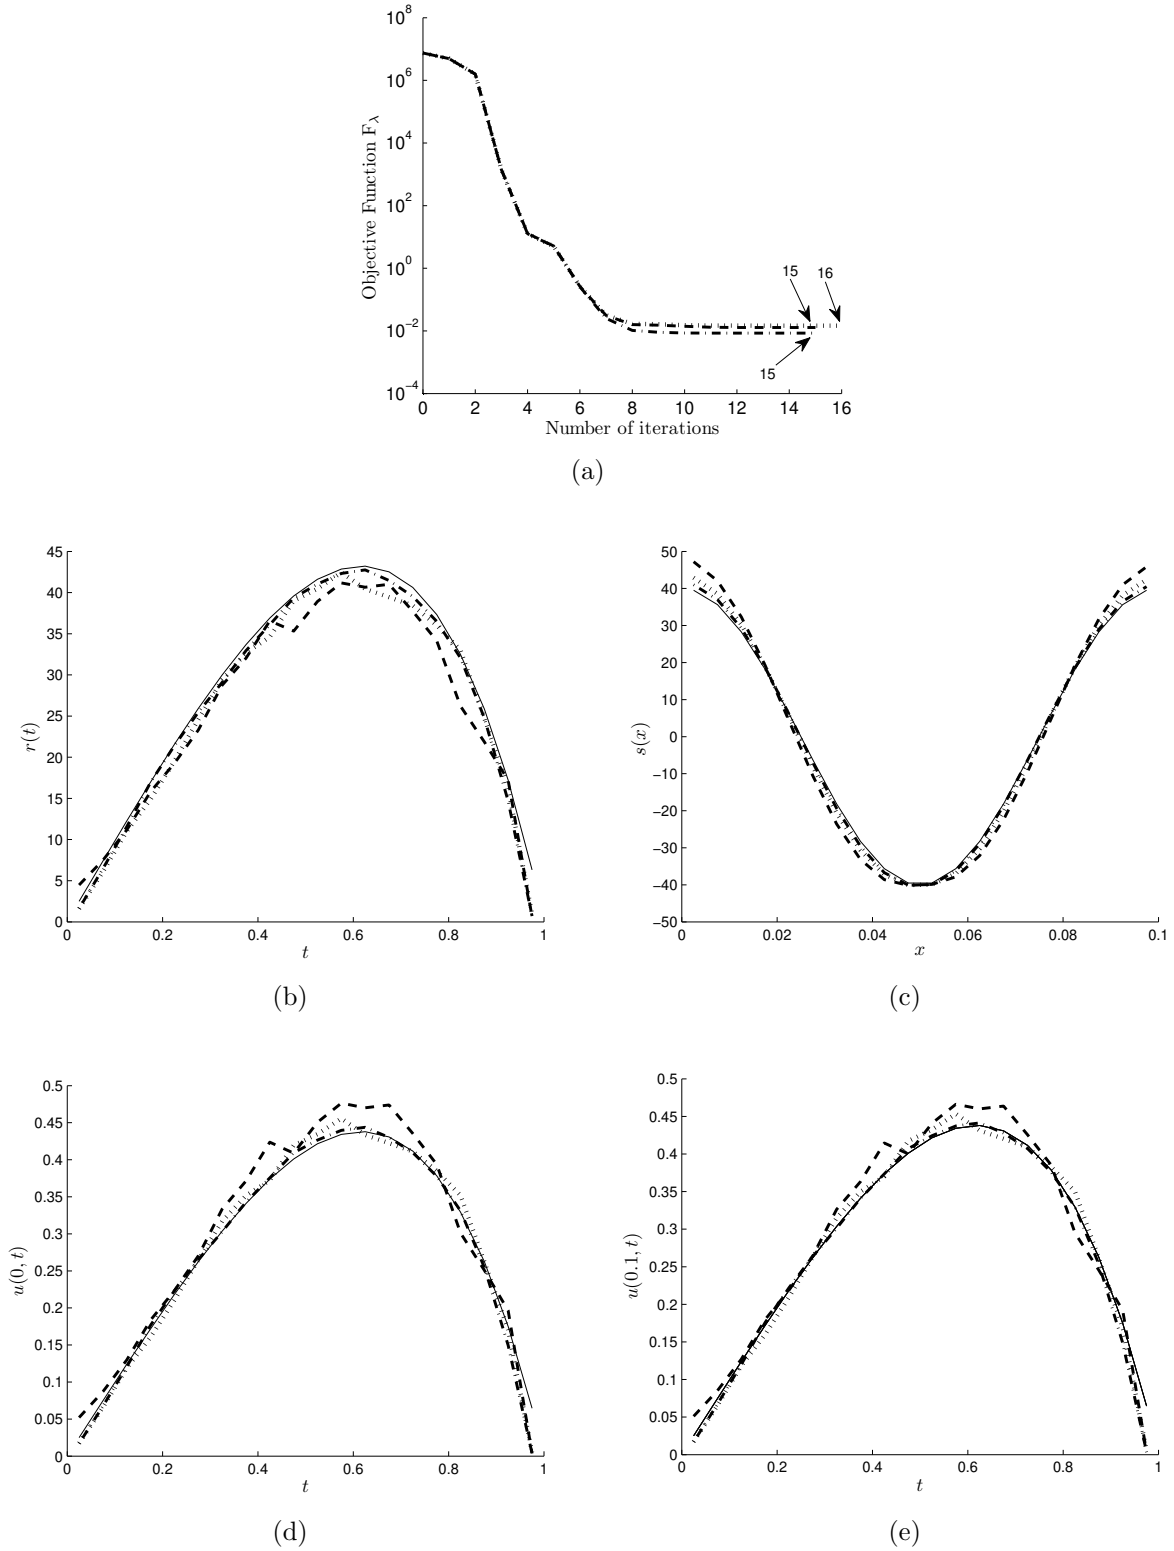 10^8
10^6
10^4
10^2
10^0
10^−2
10^−4
Objective Function F_λ
15
16
15
0 2 4 6 8 10 12 14 16
Number of iterations
(a)
45
40
35
30
25
20
15
10
5
0
r(t)
0 0.2 0.4 0.6 0.8 1
t
(b)
50
40
30
20
10
0
−10
−20
−30
−40
−50
s(x)
0 0.02 0.04 0.06 0.08 0.1
x
(c)
0.5
0.45
0.4
0.35
0.3
0.25
0.2
0.15
0.1
0.05
0
u(0, t)
0 0.2 0.4 0.6 0.8 1
t
(d)
0.5
0.45
0.4
0.35
0.3
0.25
0.2
0.15
0.1
0.05
0
u(0.1, t)
0 0.2 0.4 0.6 0.8 1
t
(e)